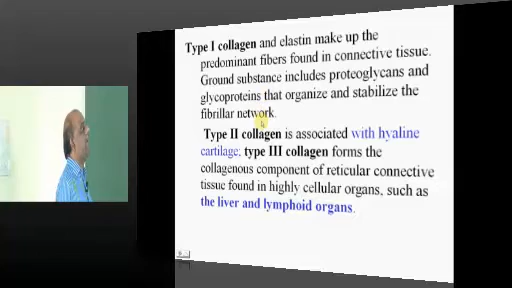 Type I collagen and elastin make up the
predominant fibers found in connective tissue.
Ground substance includes proteoglycans and
glycoproteins that organize and stabilize the
fibrillar network.
Type II collagen is associated with hyaline
cartilage; type III collagen forms the
collagenous component of reticular connective
tissue found in highly cellular organs, such as
the liver and lymphoid organs.